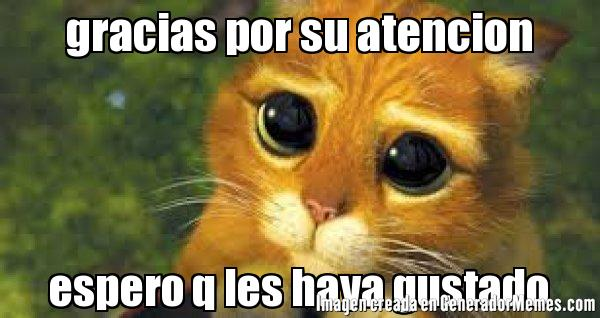 gracias por su atencion
espero q les haya gustado
Imagen creada en GeneradorMemes.com